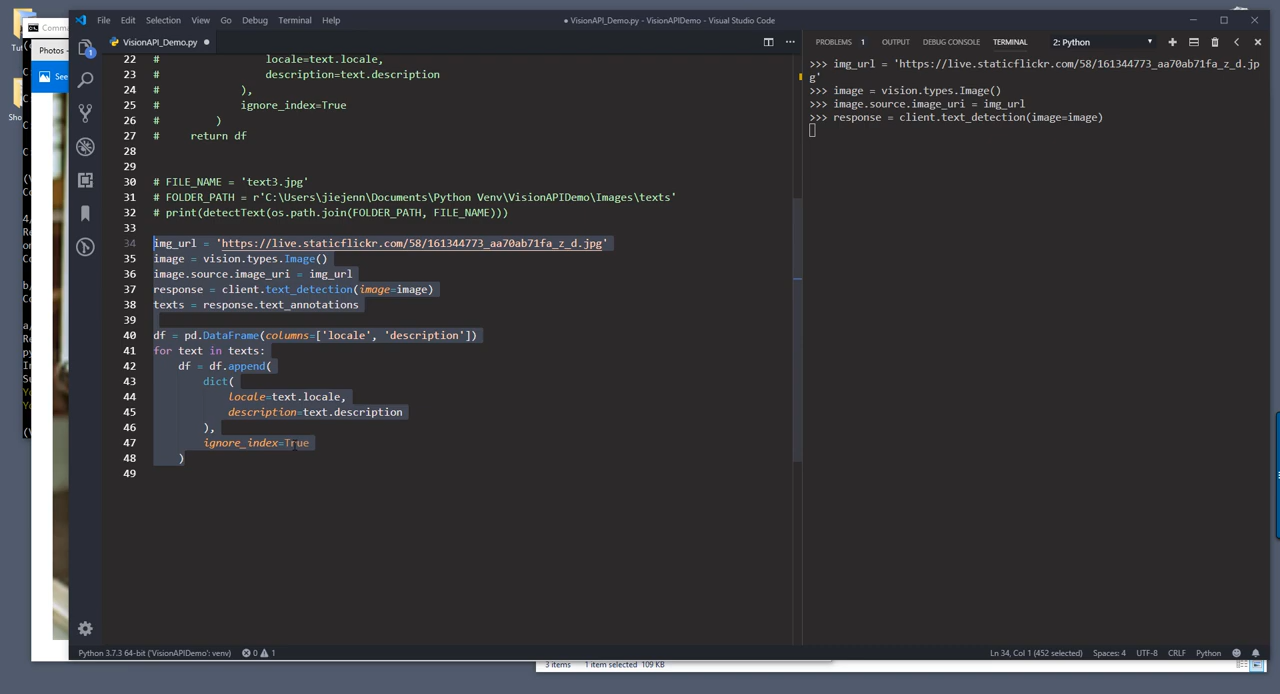 File Edit Selection View Go Debug Terminal Help
● VisionAPI_Demo.py - VisionAPIDemo - Visual Studio Code
VisionAPI_Demo.py ●
PROBLEMS 1 OUTPUT DEBUG CONSOLE TERMINAL 2: Python
Photos -
See
22 # locale=text.locale,
23 # description=text.description
24 # ),
25 # ignore_index=True
26 # )
27 # return df
28
29
30 # FILE_NAME = 'text3.jpg'
31 # FOLDER_PATH = r'C:\Users\jiejenn\Documents\Python Venv\VisionAPIDemo\Images\texts'
32 # print(detectText(os.path.join(FOLDER_PATH, FILE_NAME)))
33
34 img_url = 'https://live.staticflickr.com/58/161344773_aa70ab71fa_z_d.jpg'
35 image = vision.types.Image()
36 image.source.image_uri = img_url
37 response = client.text_detection(image=image)
38 texts = response.text_annotations
39
40 df = pd.DataFrame(columns=['locale', 'description'])
41 for text in texts:
42 df = df.append(
43 dict(
44 locale=text.locale,
45 description=text.description
46 ),
47 ignore_index=True
48 )
49
>>> img_url = 'https://live.staticflickr.com/58/161344773_aa70ab71fa_z_d.jp
g'
>>> image = vision.types.Image()
>>> image.source.image_uri = img_url
>>> response = client.text_detection(image=image)
Python 3.7.3 64-bit ('VisionAPIDemo': venv) 0 1
Ln 34, Col 1 (452 selected) Spaces: 4 UTF-8 CRLF Python
3 items 1 item selected 109 KB